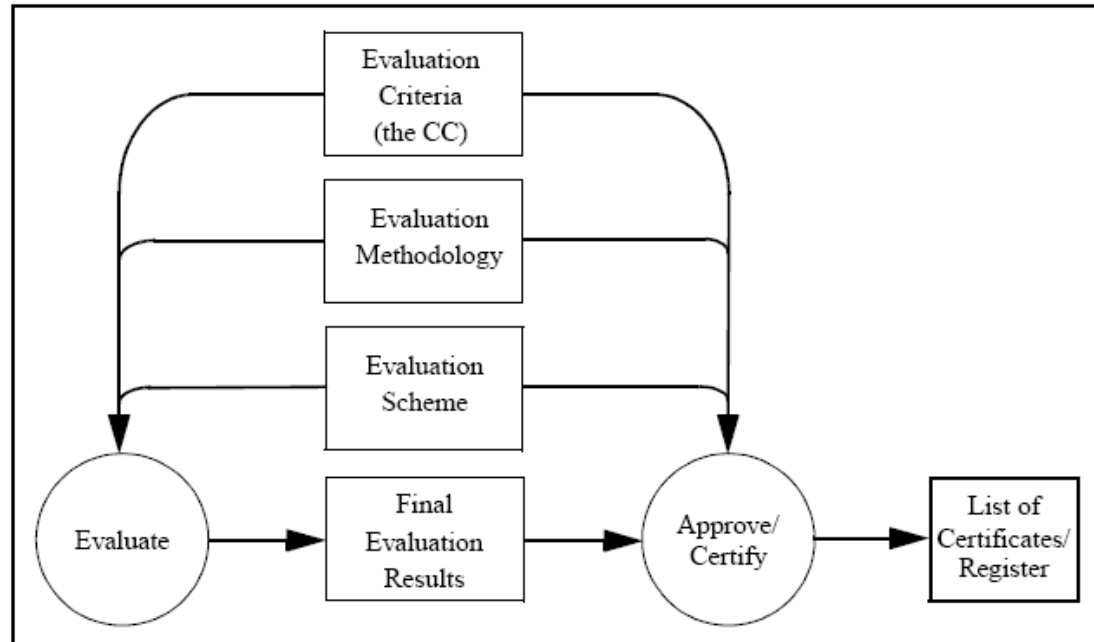 Evaluation
Criteria
(the CC)
Evaluation
Methodology
Evaluation
Scheme
Evaluate
Final
Evaluation
Results
Approve/
Certify
List of
Certificates/
Register